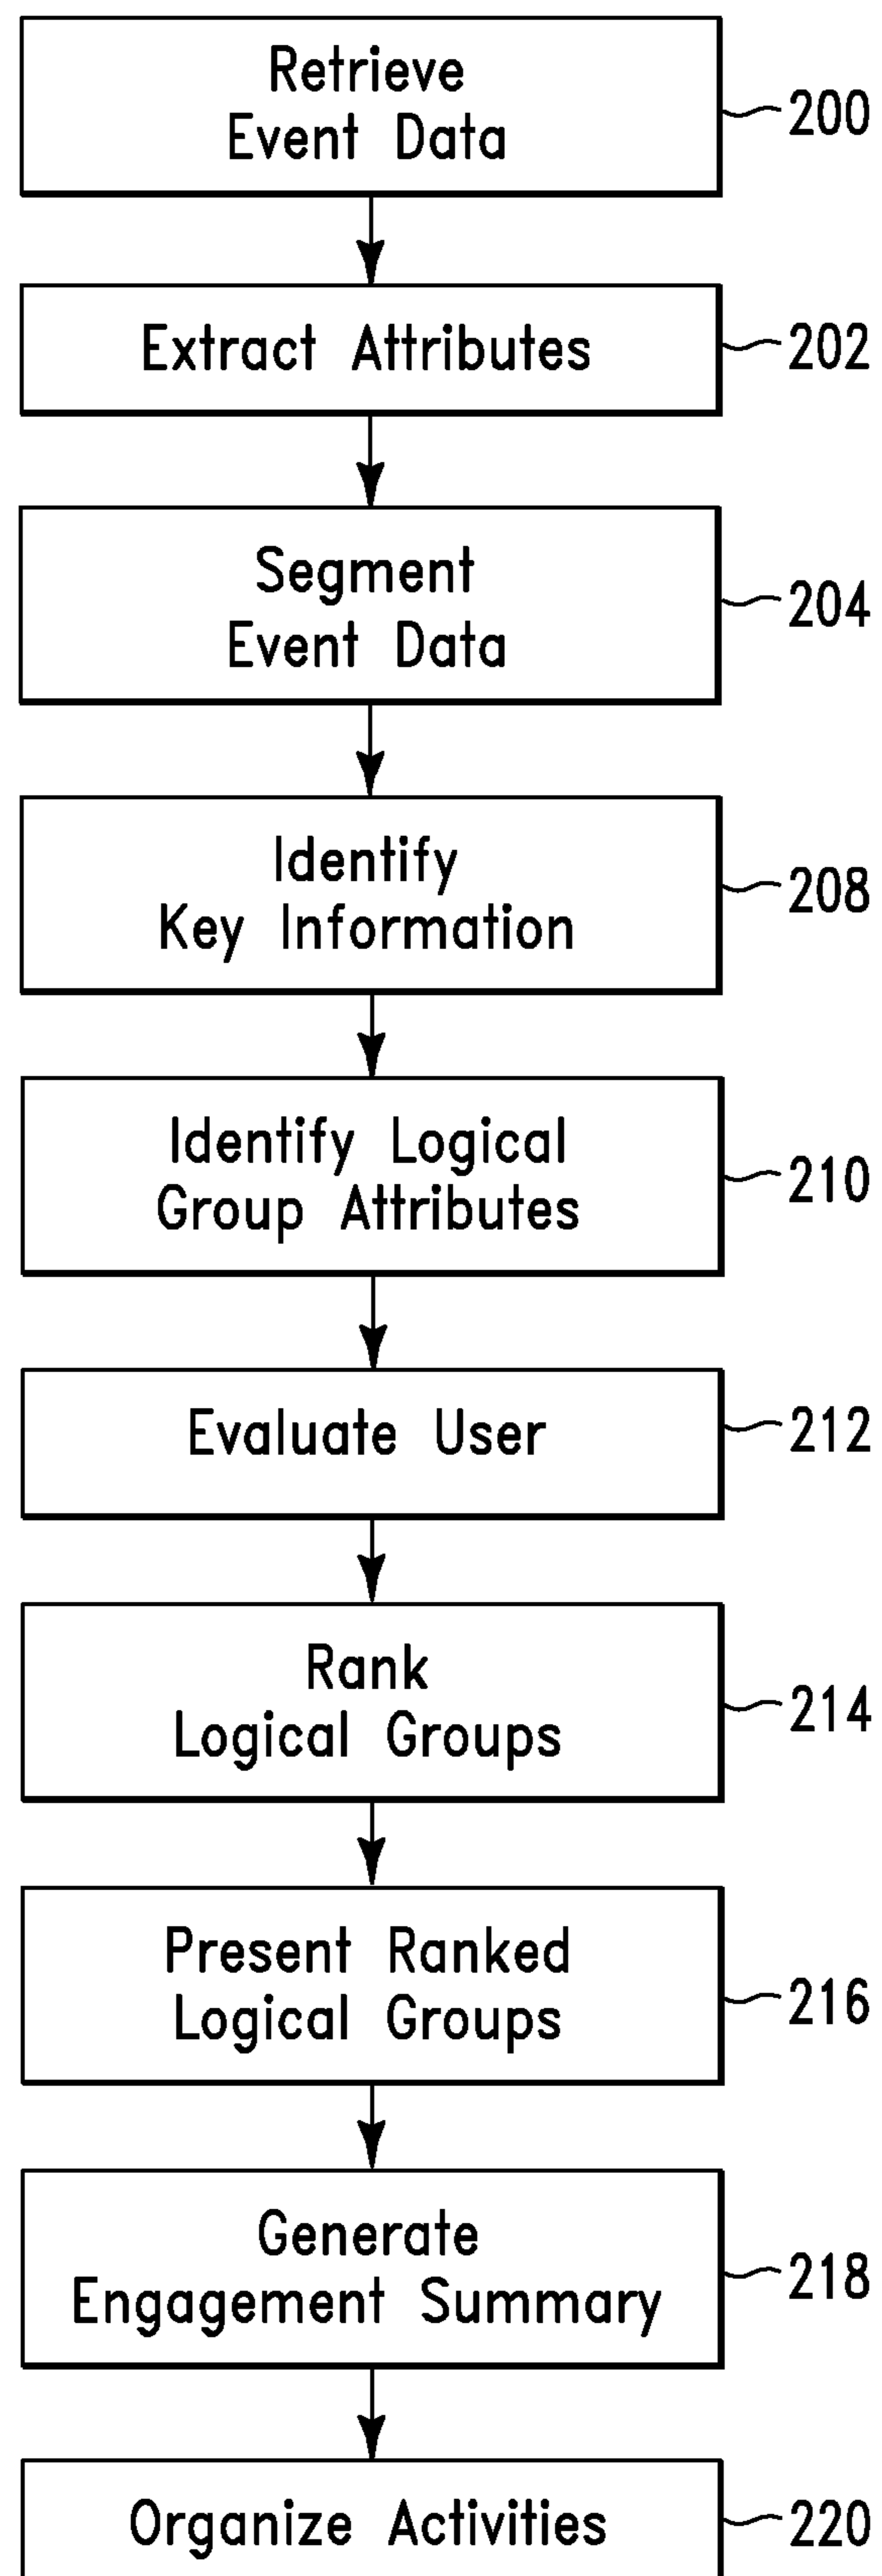 Retrieve
Event Data
200
Extract Attributes
202
Segment
Event Data
204
Identify
Key Information
208
Identify Logical
Group Attributes
210
Evaluate User
212
Rank
Logical Groups
214
Present Ranked
Logical Groups
216
Generate
Engagement Summary
218
Organize Activities
220